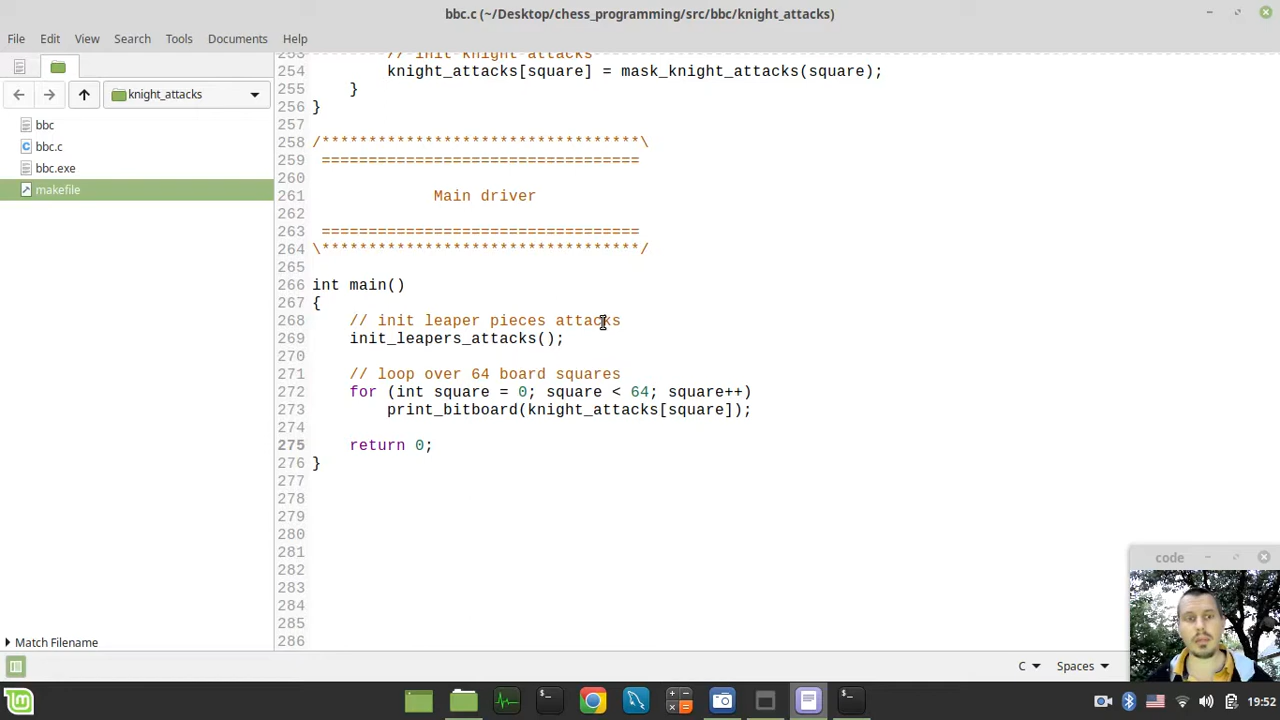 bbc.c (~/Desktop/chess_programming/src/bbc/knight_attacks)
File Edit View Search Tools Documents Help
knight_attacks
bbc
bbc.c
bbc.exe
makefile
Match Filename
253 // init knight attacks
254 knight_attacks[square] = mask_knight_attacks(square);
255 }
256 }
257
258 /**********************************\
259 ==================================
260
261 Main driver
262
263 ==================================
264 \**********************************/
265
266 int main()
267 {
268 // init leaper pieces attacks
269 init_leapers_attacks();
270
271 // loop over 64 board squares
272 for (int square = 0; square < 64; square++)
273 print_bitboard(knight_attacks[square]);
274
275 return 0;
276 }
277
278
279
280
281
282
283
284
285
286
code
C Spaces
19:52